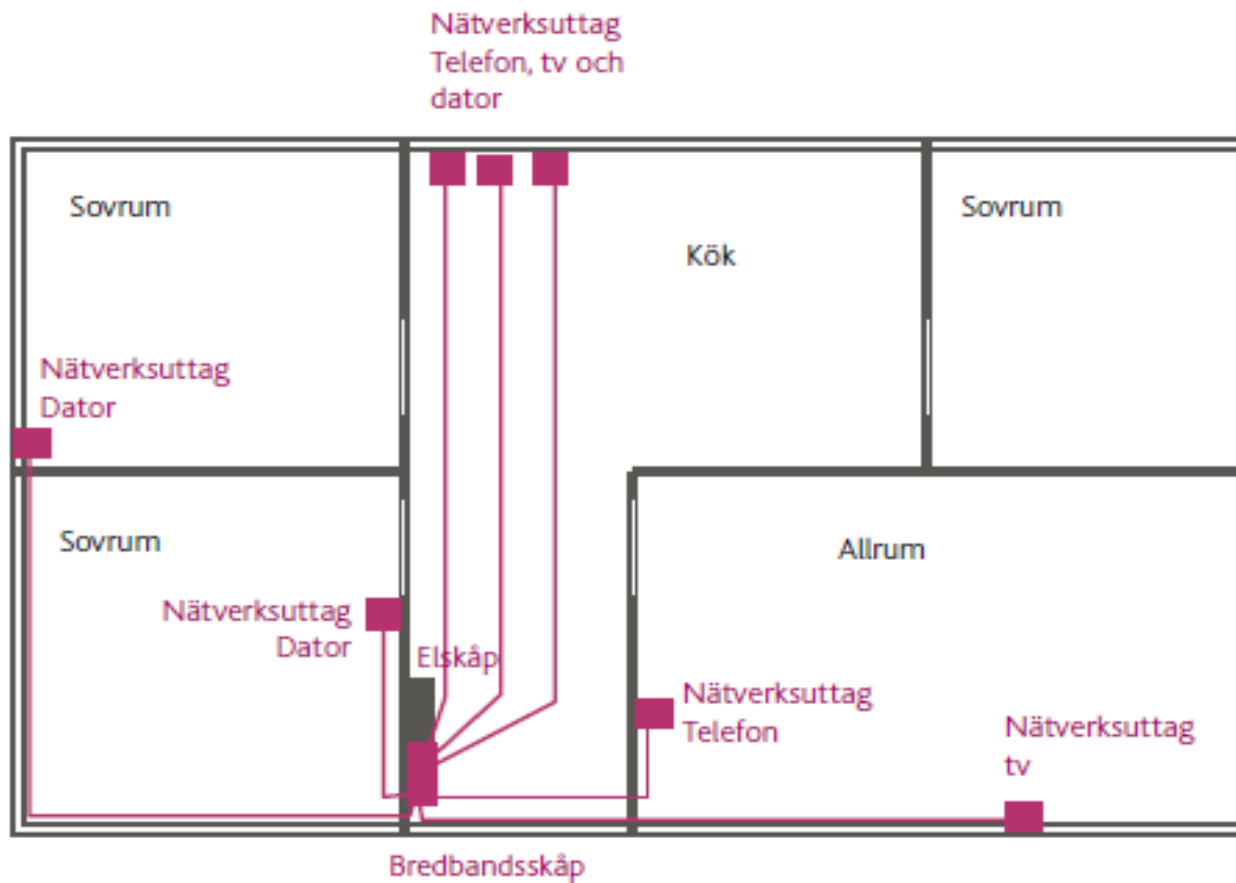 Nätverksuttag
Telefon, tv och
dator
Sovrum
Sovrum
Kök
Nätverksuttag
Dator
Sovrum
Allrum
Nätverksuttag
Dator
Elskåp
Nätverksuttag
Telefon
Nätverksuttag
tv
Bredbandsskåp